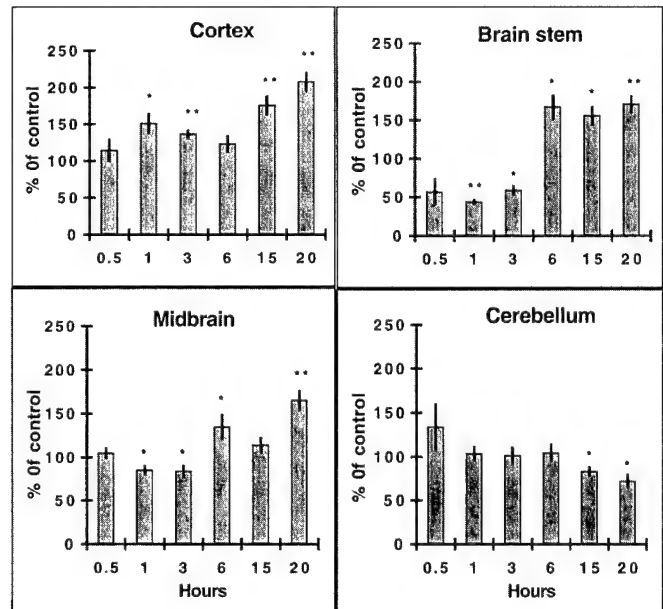 Cortex
% 0f control
250
200
150
100
50
0
* ** ** **
0.5 1 3 6 15 20
Brain stem
% 0f control
250
200
150
100
50
0
** * * * **
0.5 1 3 6 15 20
Midbrain
% 0f control
250
200
150
100
50
0
* * * **
0.5 1 3 6 15 20
Hours
Cerebellum
% 0f control
250
200
150
100
50
0
* *
0.5 1 3 6 15 20
Hours